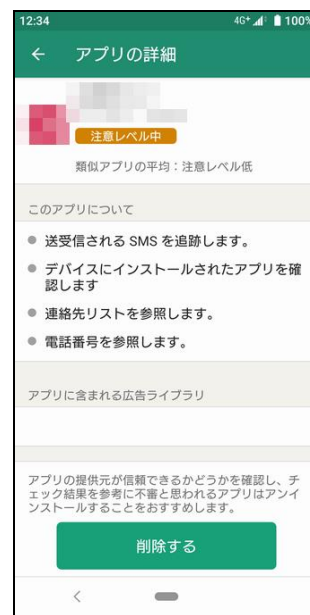 12:34 4G+ 100%
← アプリの詳細
注意レベル中
類似アプリの平均：注意レベル低
このアプリについて
送受信される SMS を追跡します。
デバイスにインストールされたアプリを確
認します
連絡先リストを参照します。
電話番号を参照します。
アプリに含まれる広告ライブラリ
アプリの提供元が信頼できるかどうかを確認し、チ
ェック結果を参考に不審と思われるアプリはアンイ
ンストールすることをおすすめします。
削除する